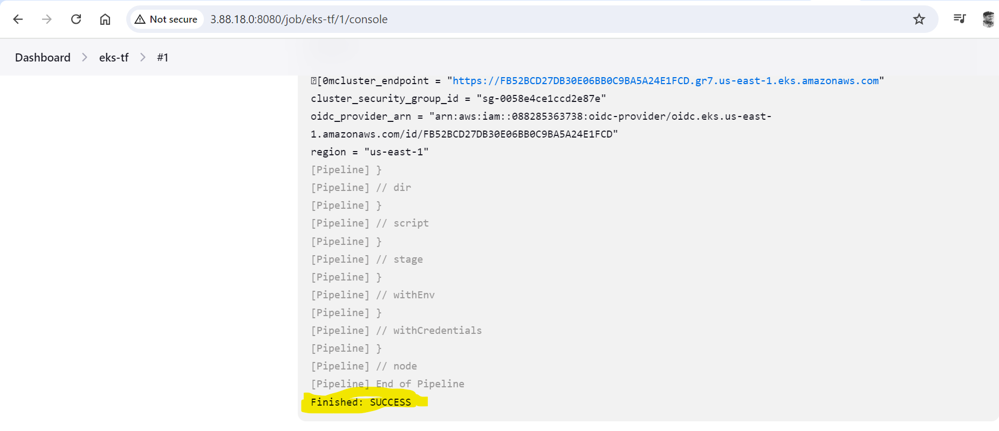 Not secure 3.88.18.0:8080/job/eks-tf/1/console
Dashboard > eks-tf > #1
[0mcluster_endpoint = "https://FB52BCD27DB30E06BB0C9BA5A24E1FCD.gr7.us-east-1.eks.amazonaws.com"
cluster_security_group_id = "sg-0058e4ce1ccd2e87e"
oidc_provider_arn = "arn:aws:iam::088285363738:oidc-provider/oidc.eks.us-east-
1.amazonaws.com/id/FB52BCD27DB30E06BB0C9BA5A24E1FCD"
region = "us-east-1"
[Pipeline] }
[Pipeline] // dir
[Pipeline] }
[Pipeline] // script
[Pipeline] }
[Pipeline] // stage
[Pipeline] }
[Pipeline] // withEnv
[Pipeline] }
[Pipeline] // withCredentials
[Pipeline] }
[Pipeline] // node
[Pipeline] End of Pipeline
Finished: SUCCESS